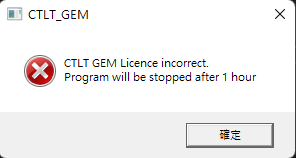 CTLT_GEM
CTLT GEM Licence incorrect.
Program will be stopped after 1 hour
確定